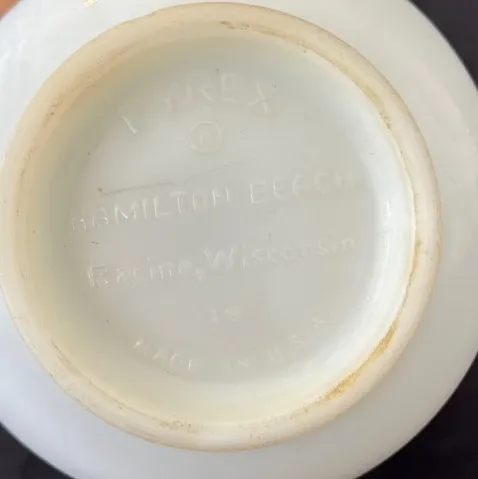 PYREX
®
HAMILTON BEACH
Racine, Wisconsin
MADE IN U.S.A.